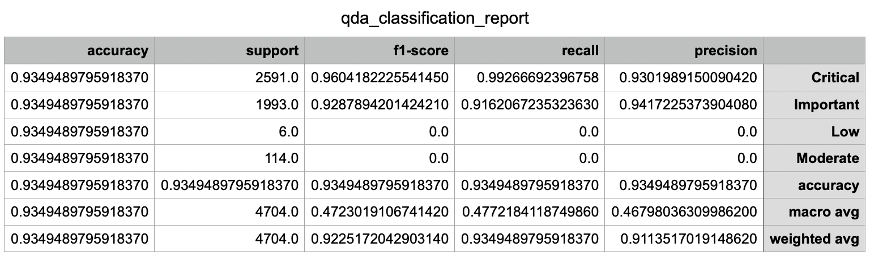 qda_classification_report
accuracy support f1-score recall precision
0.9349489795918370 2591.0 0.9604182225541450 0.99266692396758 0.9301989150090420 Critical
0.9349489795918370 1993.0 0.9287894201424210 0.9162067235323630 0.9417225373904080 Important
0.9349489795918370 6.0 0.0 0.0 0.0 Low
0.9349489795918370 114.0 0.0 0.0 0.0 Moderate
0.9349489795918370 0.9349489795918370 0.9349489795918370 0.9349489795918370 0.9349489795918370 accuracy
0.9349489795918370 4704.0 0.4723019106741420 0.4772184118749860 0.46798036309986200 macro avg
0.9349489795918370 4704.0 0.9225172042903140 0.9349489795918370 0.9113517019148620 weighted avg